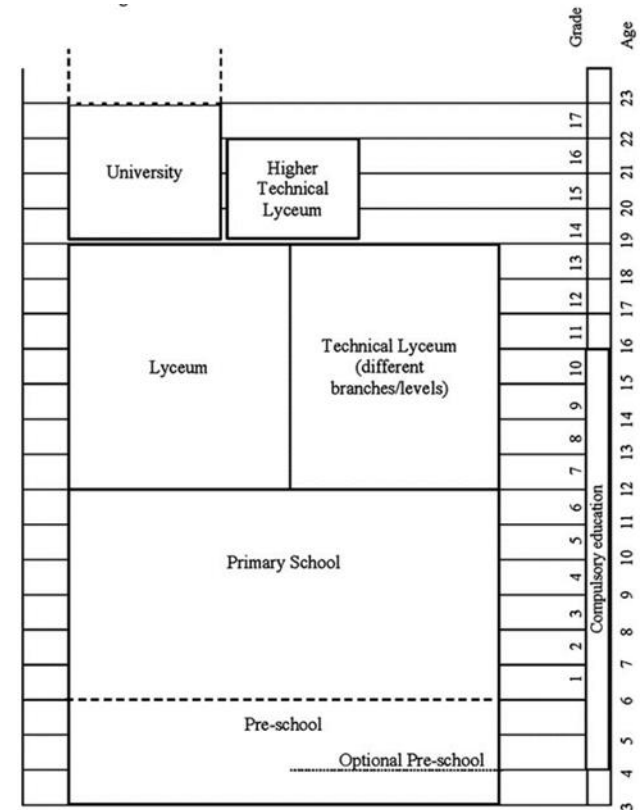 Grade
Age
University
Higher
Technical
Lyceum
Lyceum
Technical Lyceum
(different
branches/levels)
Primary School
Pre-school
Optional Pre-school
17
16
15
14
13
12
11
10
9
8
7
6
5
4
3
2
1
Compulsory education
23
22
21
20
19
18
17
16
15
14
13
12
11
10
9
8
7
6
5
4
3